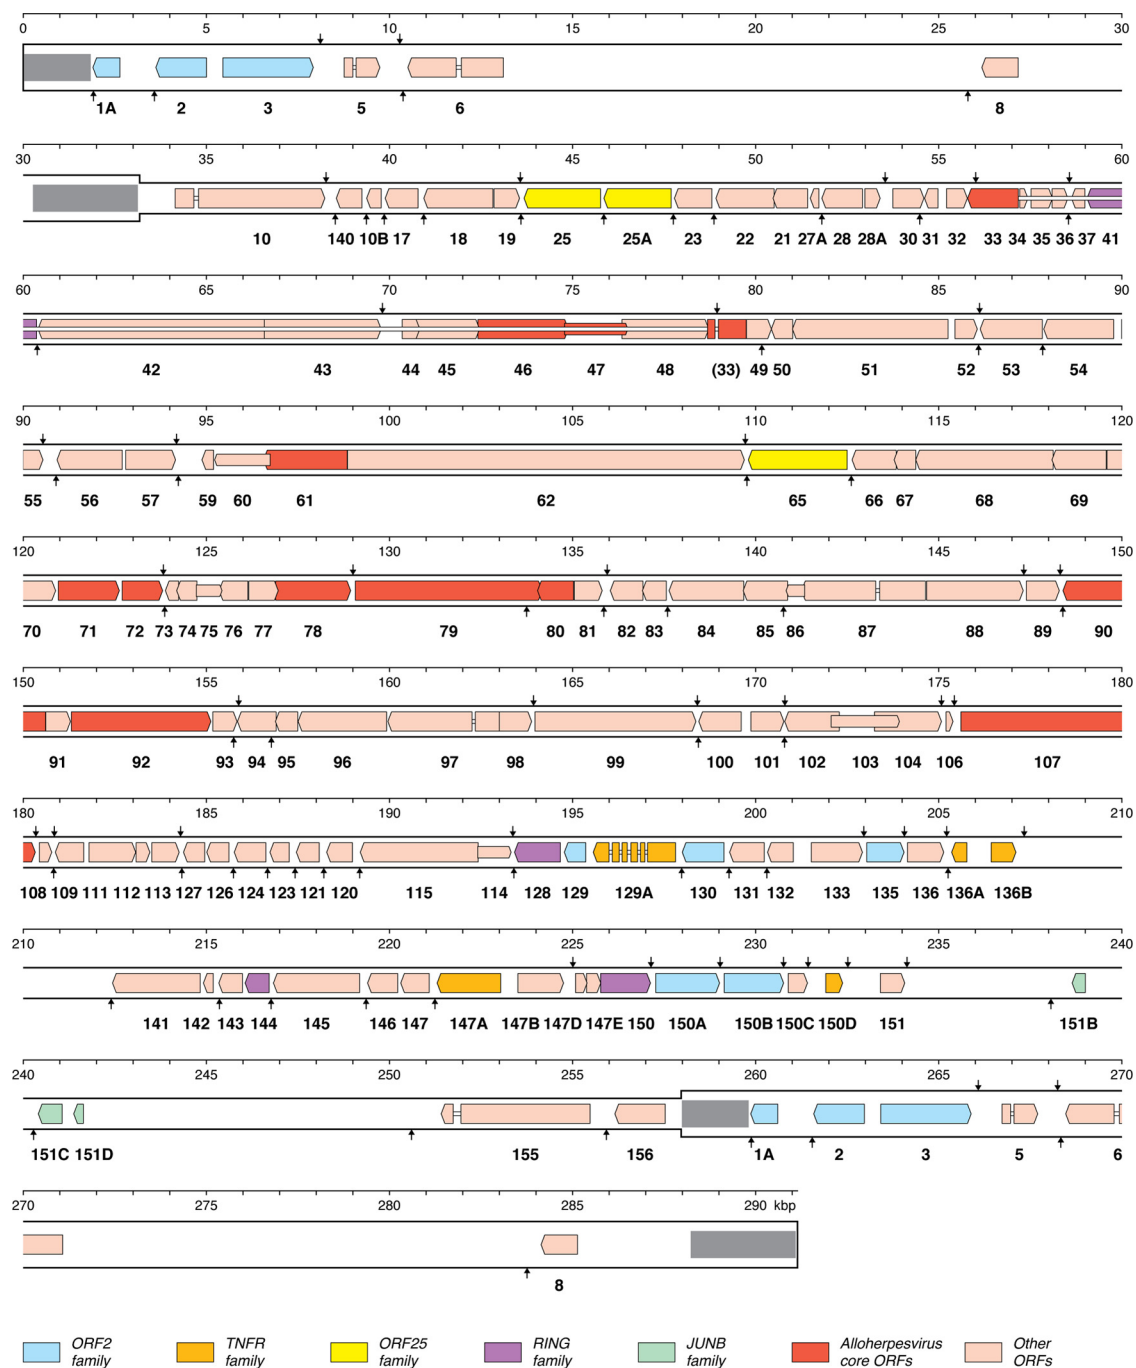 0 5 10 15 20 25 30
1A 2 3 5 6 8
30 35 40 45 50 55 60
10 140 10B 17 18 19 25 25A 23 22 21 27A 28 28A 30 31 32 33 34 35 36 37 41
60 65 70 75 80 85 90
42 43 44 45 46 47 48 (33) 49 50 51 52 53 54
90 95 100 105 110 115 120
55 56 57 59 60 61 62 65 66 67 68 69
120 125 130 135 140 145 150
70 71 72 73 74 75 76 77 78 79 80 81 82 83 84 85 86 87 88 89 90
150 155 160 165 170 175 180
91 92 93 94 95 96 97 98 99 100 101 102 103 104 106 107
180 185 190 195 200 205 210
108 109 111 112 113 127 126 124 123 121 120 115 114 128 129 129A 130 131 132 133 135 136 136A 136B
210 215 220 225 230 235 240
141 142 143 144 145 146 147 147A 147B 147D 147E 150 150A 150B 150C 150D 151 151B
240 245 250 255 260 265 270
151C 151D 155 156 1A 2 3 5 6
270 275 280 285 290 kbp
8
ORF2 TNFR ORF25 RING JUNB Alloherpesvirus Other
family family family family family core ORFs ORFs